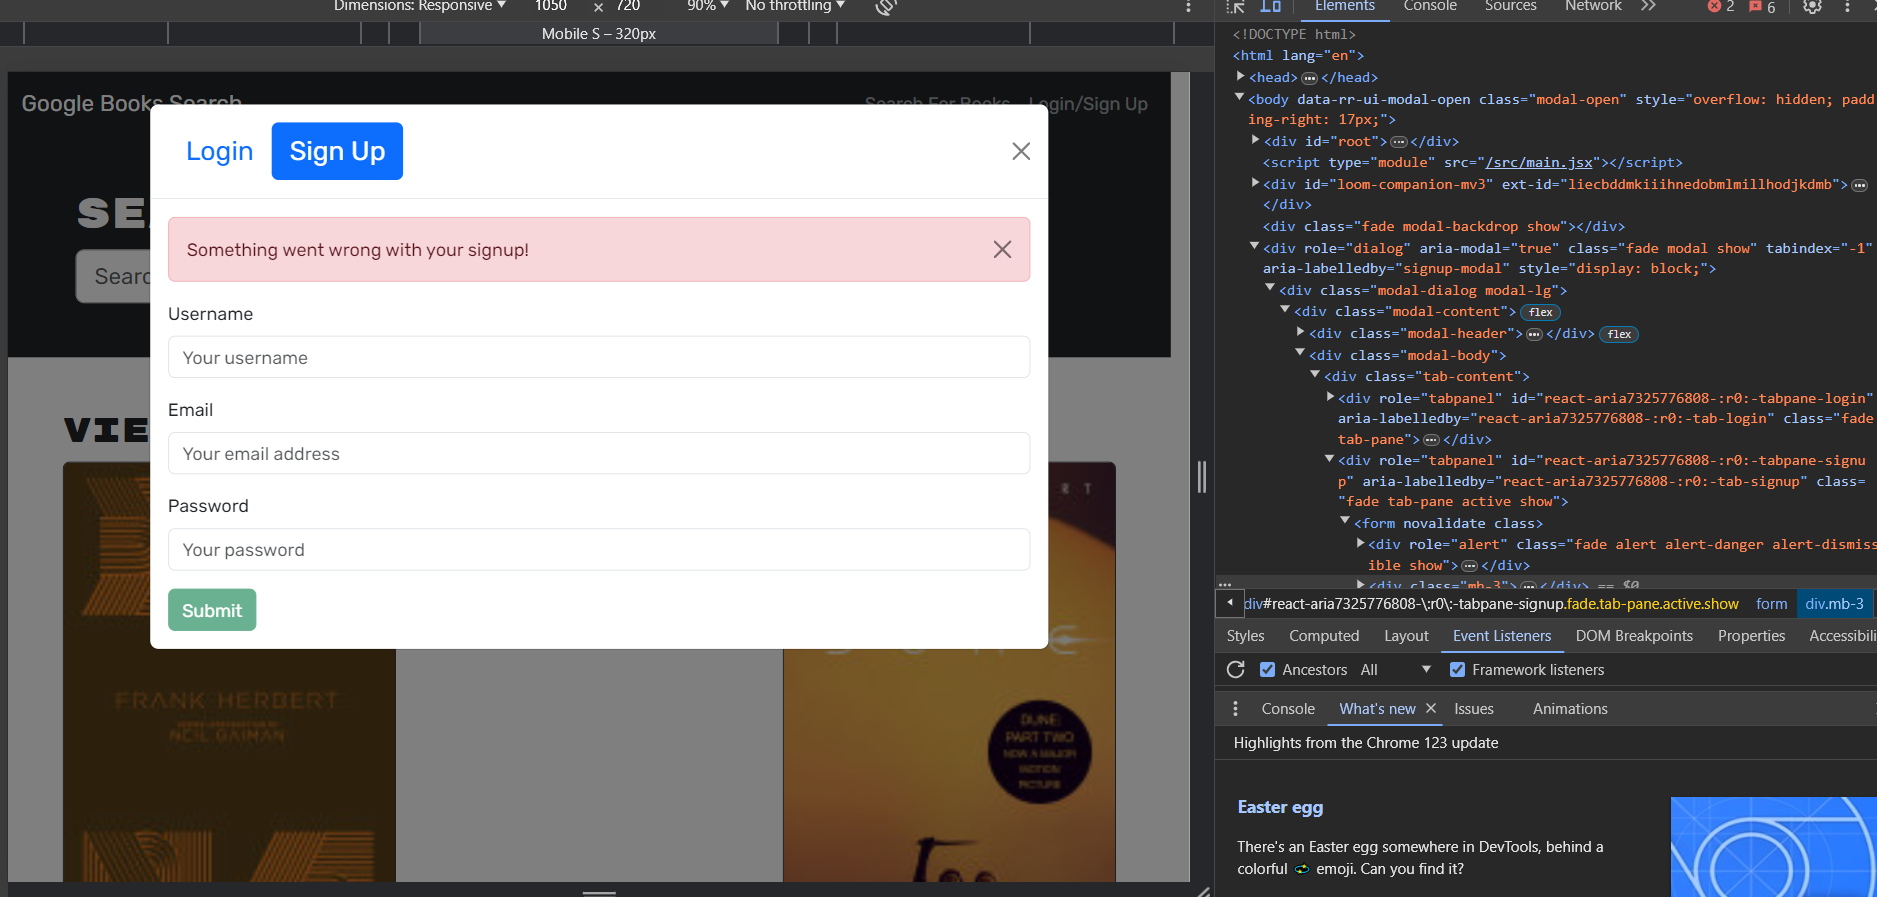 Dimensions: Responsive ▼ 1050 × 720 90% ▼ No throttling ▼
Mobile S – 320px
Google Books Search
Search For Books Login/Sign Up
Login Sign Up
SE
Searc
Something went wrong with your signup!
Username
Your username
Email
Your email address
Password
Your password
Submit
VIE
FRANK HERBERT
NEIL GAIMAN
DUNE:
PART TWO
NOW A MAJOR
MOTION
PICTURE
Elements Console Sources Network >> 2 6
<!DOCTYPE html>
<html lang="en">
<head>…</head>
<body data-rr-ui-modal-open class="modal-open" style="overflow: hidden; padd
ing-right: 17px;">
<div id="root">…</div>
<script type="module" src="/src/main.jsx"></script>
<div id="loom-companion-mv3" ext-id="liecbddmkiiihnedobmlmillhodjkdmb">…
</div>
<div class="fade modal-backdrop show"></div>
<div role="dialog" aria-modal="true" class="fade modal show" tabindex="-1"
aria-labelledby="signup-modal" style="display: block;">
<div class="modal-dialog modal-lg">
<div class="modal-content"> flex
<div class="modal-header">…</div> flex
<div class="modal-body">
<div class="tab-content">
<div role="tabpanel" id="react-aria7325776808-:r0:-tabpane-login"
aria-labelledby="react-aria7325776808-:r0:-tab-login" class="fade
tab-pane">…</div>
<div role="tabpanel" id="react-aria7325776808-:r0:-tabpane-signu
p" aria-labelledby="react-aria7325776808-:r0:-tab-signup" class=
"fade tab-pane active show">
<form novalidate class>
<div role="alert" class="fade alert alert-danger alert-dismiss
ible show">…</div>
<div class="mb-3">…</div> == $0
div#react-aria7325776808-\:r0\:-tabpane-signup.fade.tab-pane.active.show form div.mb-3
Styles Computed Layout Event Listeners DOM Breakpoints Properties Accessibili
Ancestors All ▼ Framework listeners
Console What's new Issues Animations
Highlights from the Chrome 123 update
Easter egg
There's an Easter egg somewhere in DevTools, behind a
colorful emoji. Can you find it?